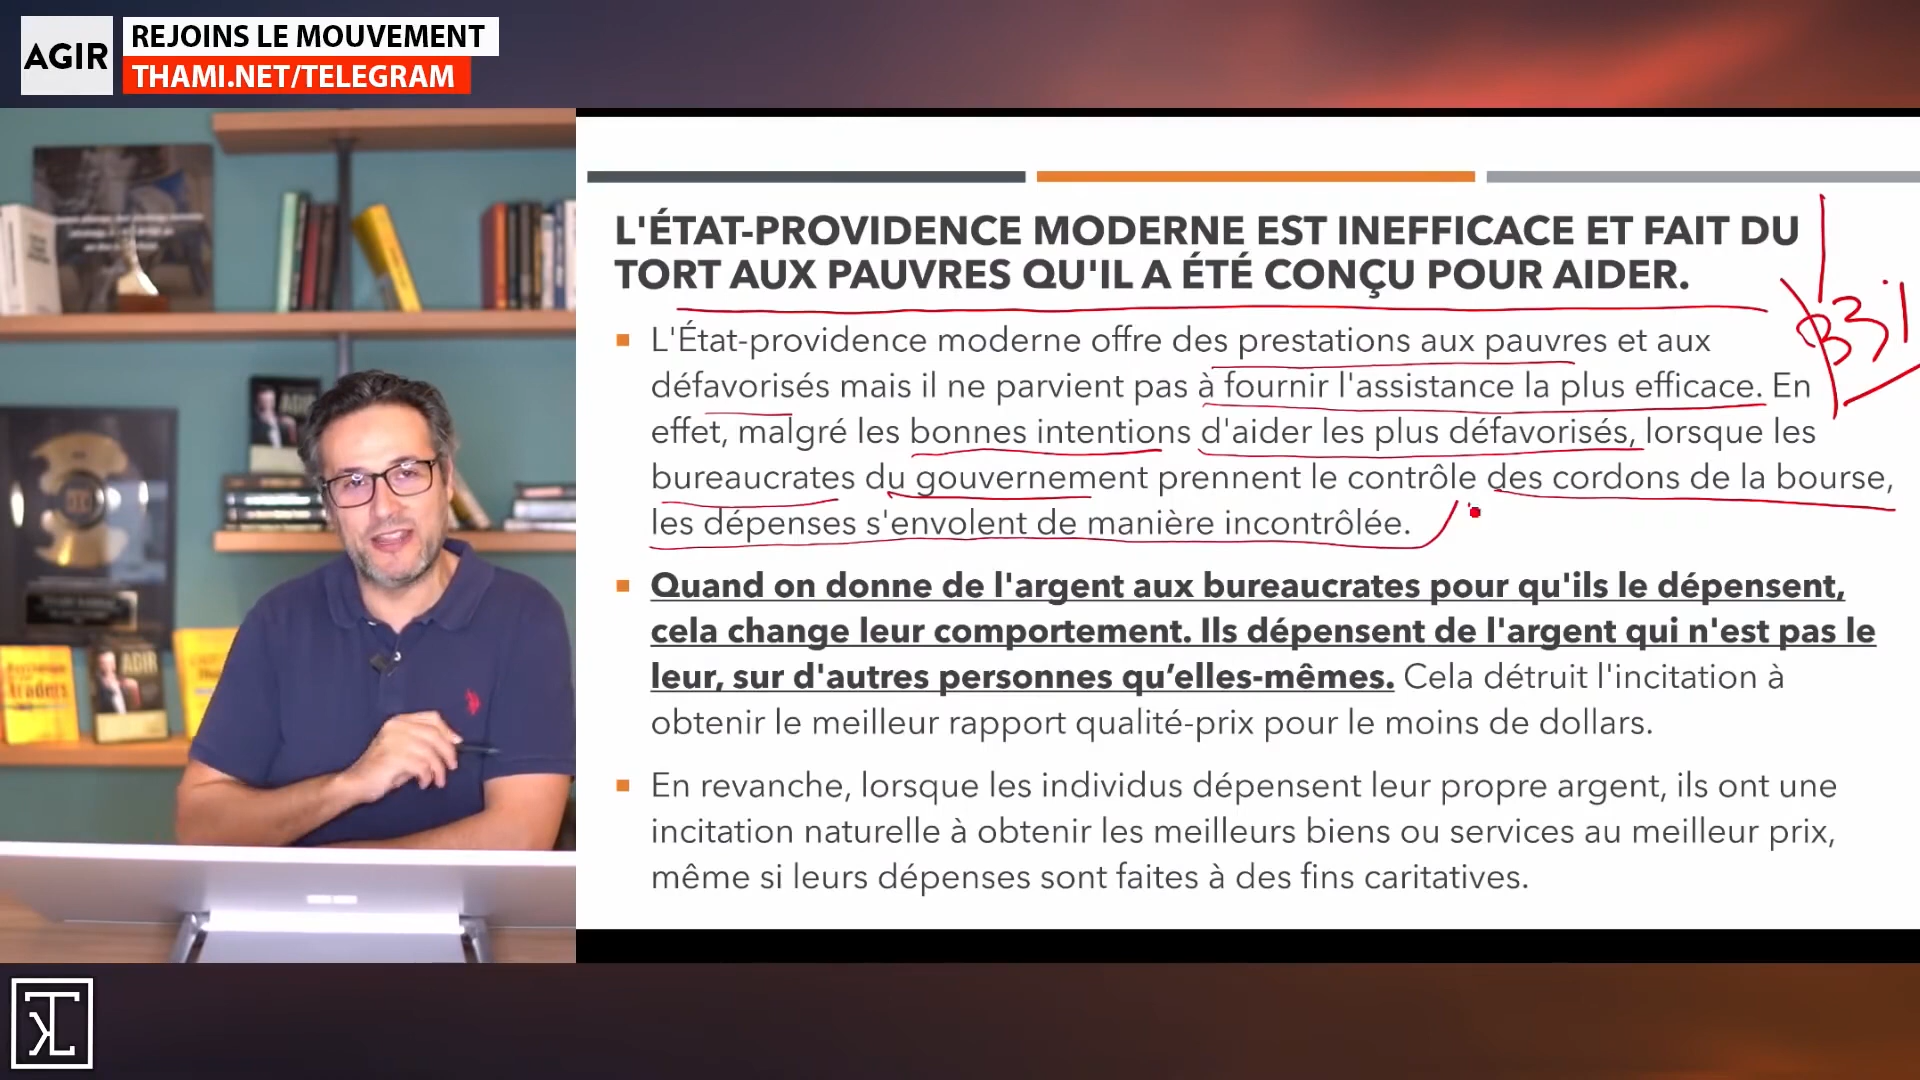 AGIR
REJOINS LE MOUVEMENT
THAMI.NET/TELEGRAM
L'ÉTAT-PROVIDENCE MODERNE EST INEFFICACE ET FAIT DU
TORT AUX PAUVRES QU'IL A ÉTÉ CONÇU POUR AIDER.
▪ L'État-providence moderne offre des prestations aux pauvres et aux
défavorisés mais il ne parvient pas à fournir l'assistance la plus efficace. En
effet, malgré les bonnes intentions d'aider les plus défavorisés, lorsque les
bureaucrates du gouvernement prennent le contrôle des cordons de la bourse,
les dépenses s'envolent de manière incontrôlée.
▪ Quand on donne de l'argent aux bureaucrates pour qu'ils le dépensent,
cela change leur comportement. Ils dépensent de l'argent qui n'est pas le
leur, sur d'autres personnes qu’elles-mêmes. Cela détruit l'incitation à
obtenir le meilleur rapport qualité-prix pour le moins de dollars.
▪ En revanche, lorsque les individus dépensent leur propre argent, ils ont une
incitation naturelle à obtenir les meilleurs biens ou services au meilleur prix,
même si leurs dépenses sont faites à des fins caritatives.
AGIR
traders
AGIR